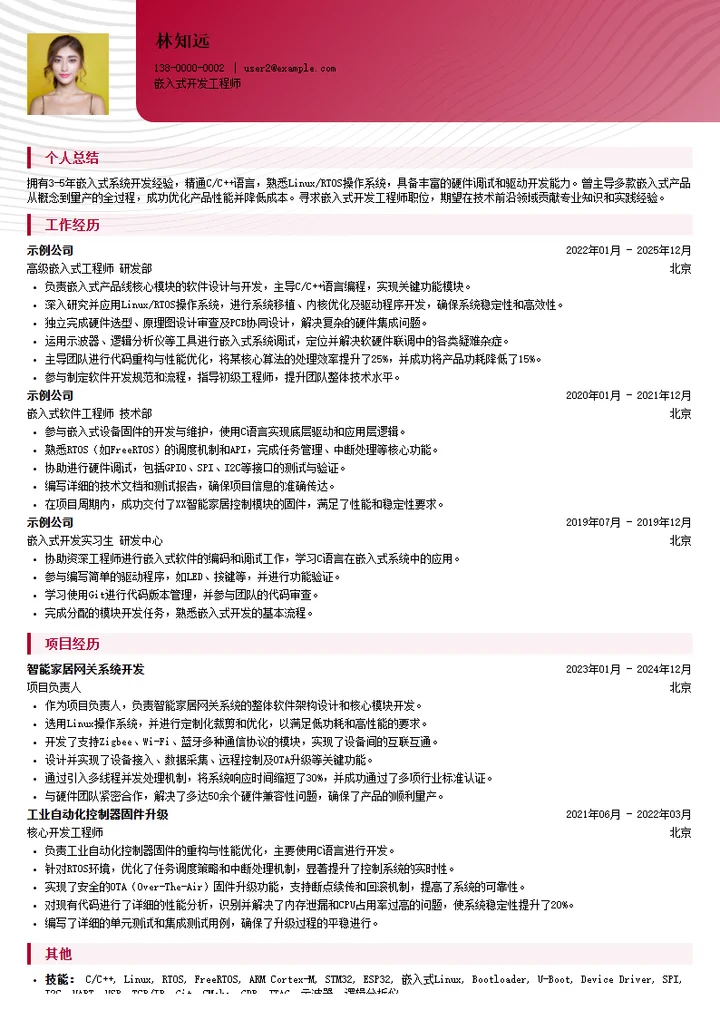 林知远
138-0000-0002 | user2@example.com
嵌入式开发工程师
个人总结
拥有3-5年嵌入式系统开发经验，精通C/C++语言，熟悉Linux/RTOS操作系统，具备丰富的硬件调试和驱动开发能力。曾主导多款嵌入式产品
从概念到量产的全过程，成功优化产品性能并降低成本。寻求嵌入式开发工程师职位，期望在技术前沿领域贡献专业知识和实践经验。
工作经历
示例公司 2022年01月 - 2025年12月
高级嵌入式工程师 研发部 北京
• 负责嵌入式产品线核心模块的软件设计与开发，主导C/C++语言编程，实现关键功能模块。
• 深入研究并应用Linux/RTOS操作系统，进行系统移植、内核优化及驱动程序开发，确保系统稳定性和高效性。
• 独立完成硬件选型、原理图设计审查及PCB协同设计，解决复杂的硬件集成问题。
• 运用示波器、逻辑分析仪等工具进行嵌入式系统调试，定位并解决软硬件联调中的各类疑难杂症。
• 主导团队进行代码重构与性能优化，将某核心算法的处理效率提升了25%，并成功将产品功耗降低了15%。
• 参与制定软件开发规范和流程，指导初级工程师，提升团队整体技术水平。
示例公司 2020年01月 - 2021年12月
嵌入式软件工程师 技术部 北京
• 参与嵌入式设备固件的开发与维护，使用C语言实现底层驱动和应用层逻辑。
• 熟悉RTOS（如FreeRTOS）的调度机制和API，完成任务管理、中断处理等核心功能。
• 协助进行硬件调试，包括GPIO、SPI、I2C等接口的测试与验证。
• 编写详细的技术文档和测试报告，确保项目信息的准确传达。
• 在项目周期内，成功交付了XX智能家居控制模块的固件，满足了性能和稳定性要求。
示例公司 2019年07月 - 2019年12月
嵌入式开发实习生 研发中心 北京
• 协助资深工程师进行嵌入式软件的编码和调试工作，学习C语言在嵌入式系统中的应用。
• 参与编写简单的驱动程序，如LED、按键等，并进行功能验证。
• 学习使用Git进行代码版本管理，并参与团队的代码审查。
• 完成分配的模块开发任务，熟悉嵌入式开发的基本流程。
项目经历
智能家居网关系统开发 2023年01月 - 2024年12月
项目负责人 北京
• 作为项目负责人，负责智能家居网关系统的整体软件架构设计和核心模块开发。
• 选用Linux操作系统，并进行定制化裁剪和优化，以满足低功耗和高性能的要求。
• 开发了支持Zigbee、Wi-Fi、蓝牙多种通信协议的模块，实现了设备间的互联互通。
• 设计并实现了设备接入、数据采集、远程控制及OTA升级等关键功能。
• 通过引入多线程并发处理机制，将系统响应时间缩短了30%，并成功通过了多项行业标准认证。
• 与硬件团队紧密合作，解决了多达50余个硬件兼容性问题，确保了产品的顺利量产。
工业自动化控制器固件升级 2021年06月 - 2022年03月
核心开发工程师 北京
• 负责工业自动化控制器固件的重构与性能优化，主要使用C语言进行开发。
• 针对RTOS环境，优化了任务调度策略和中断处理机制，显著提升了控制系统的实时性。
• 实现了安全的OTA（Over-The-Air）固件升级功能，支持断点续传和回滚机制，提高了系统的可靠性。
• 对现有代码进行了详细的性能分析，识别并解决了内存泄漏和CPU占用率过高的问题，使系统稳定性提升了20%。
• 编写了详细的单元测试和集成测试用例，确保了升级过程的平稳进行。
其他
• 技能： C/C++, Linux, RTOS, FreeRTOS, ARM Cortex-M, STM32, ESP32, 嵌入式Linux, Bootloader, U-Boot, Device Driver, SPI,
I2C, UART, USB, TCP/IP, Git, CMake, GDB, JTAG, 示波器, 逻辑分析仪